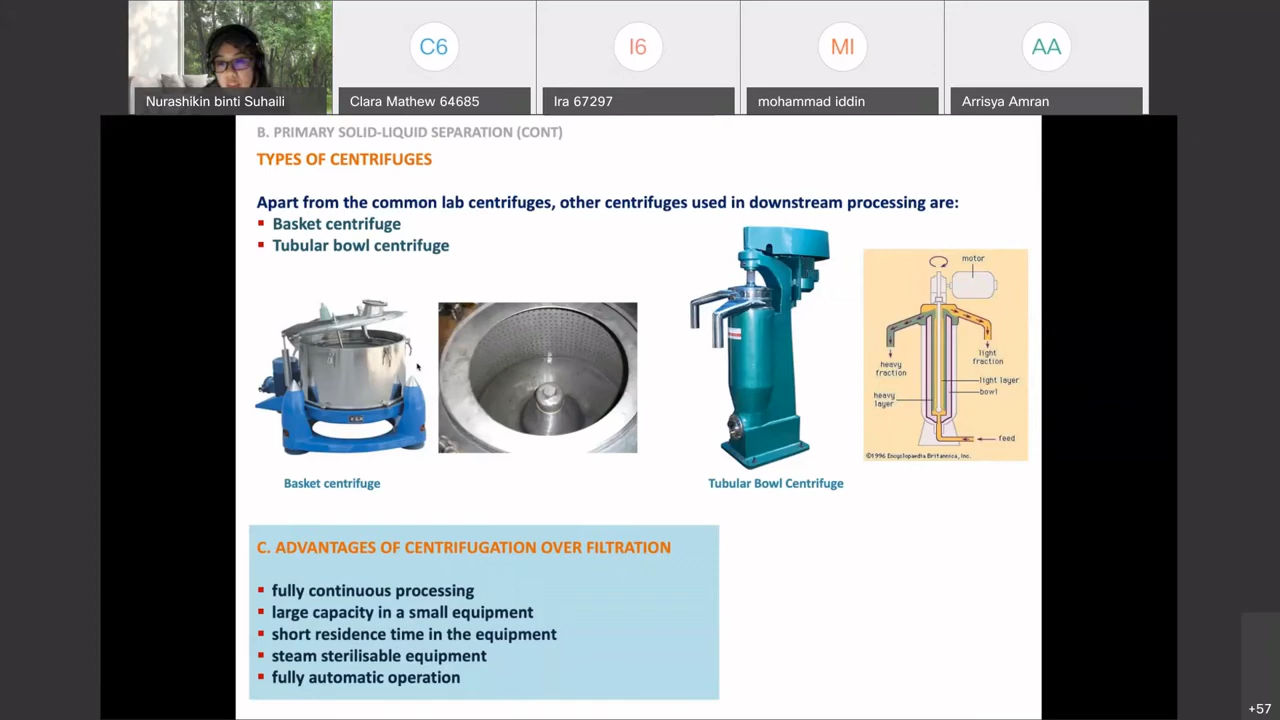 C6
I6
MI
AA
Nurashikin binti Suhaili
Clara Mathew 64685
Ira 67297
mohammad iddin
Arrisya Amran
B. PRIMARY SOLID-LIQUID SEPARATION (CONT)
TYPES OF CENTRIFUGES
Apart from the common lab centrifuges, other centrifuges used in downstream processing are:
Basket centrifuge
Tubular bowl centrifuge
motor
heavy
fraction
light
fraction
light layer
bowl
heavy
layer
feed
©1996 Encyclopaedia Britannica, Inc.
Basket centrifuge
Tubular Bowl Centrifuge
C. ADVANTAGES OF CENTRIFUGATION OVER FILTRATION
fully continuous processing
large capacity in a small equipment
short residence time in the equipment
steam sterilisable equipment
fully automatic operation
+57